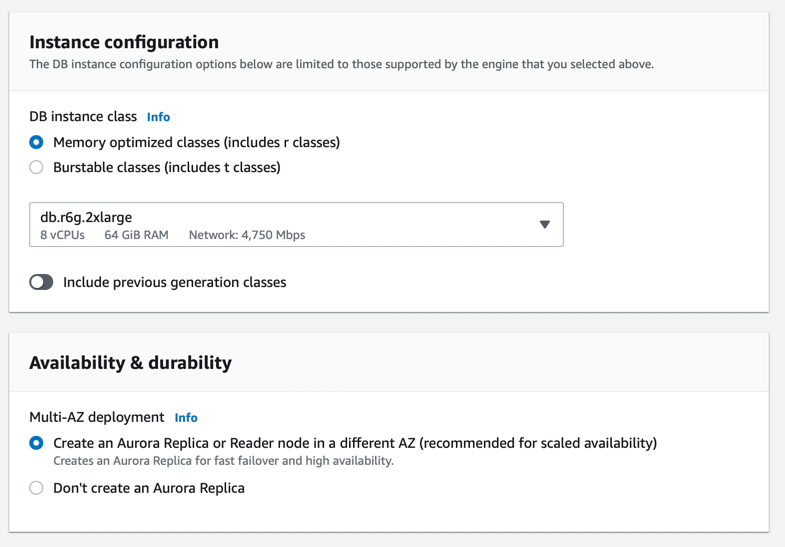 Instance configuration
The DB instance configuration options below are limited to those supported by the engine that you selected above.
DB instance class Info
Memory optimized classes (includes r classes)
Burstable classes (includes t classes)
db.r6g.2xlarge
8 vCPUs 64 GiB RAM Network: 4,750 Mbps
Include previous generation classes
Availability & durability
Multi-AZ deployment Info
Create an Aurora Replica or Reader node in a different AZ (recommended for scaled availability)
Creates an Aurora Replica for fast failover and high availability.
Don't create an Aurora Replica